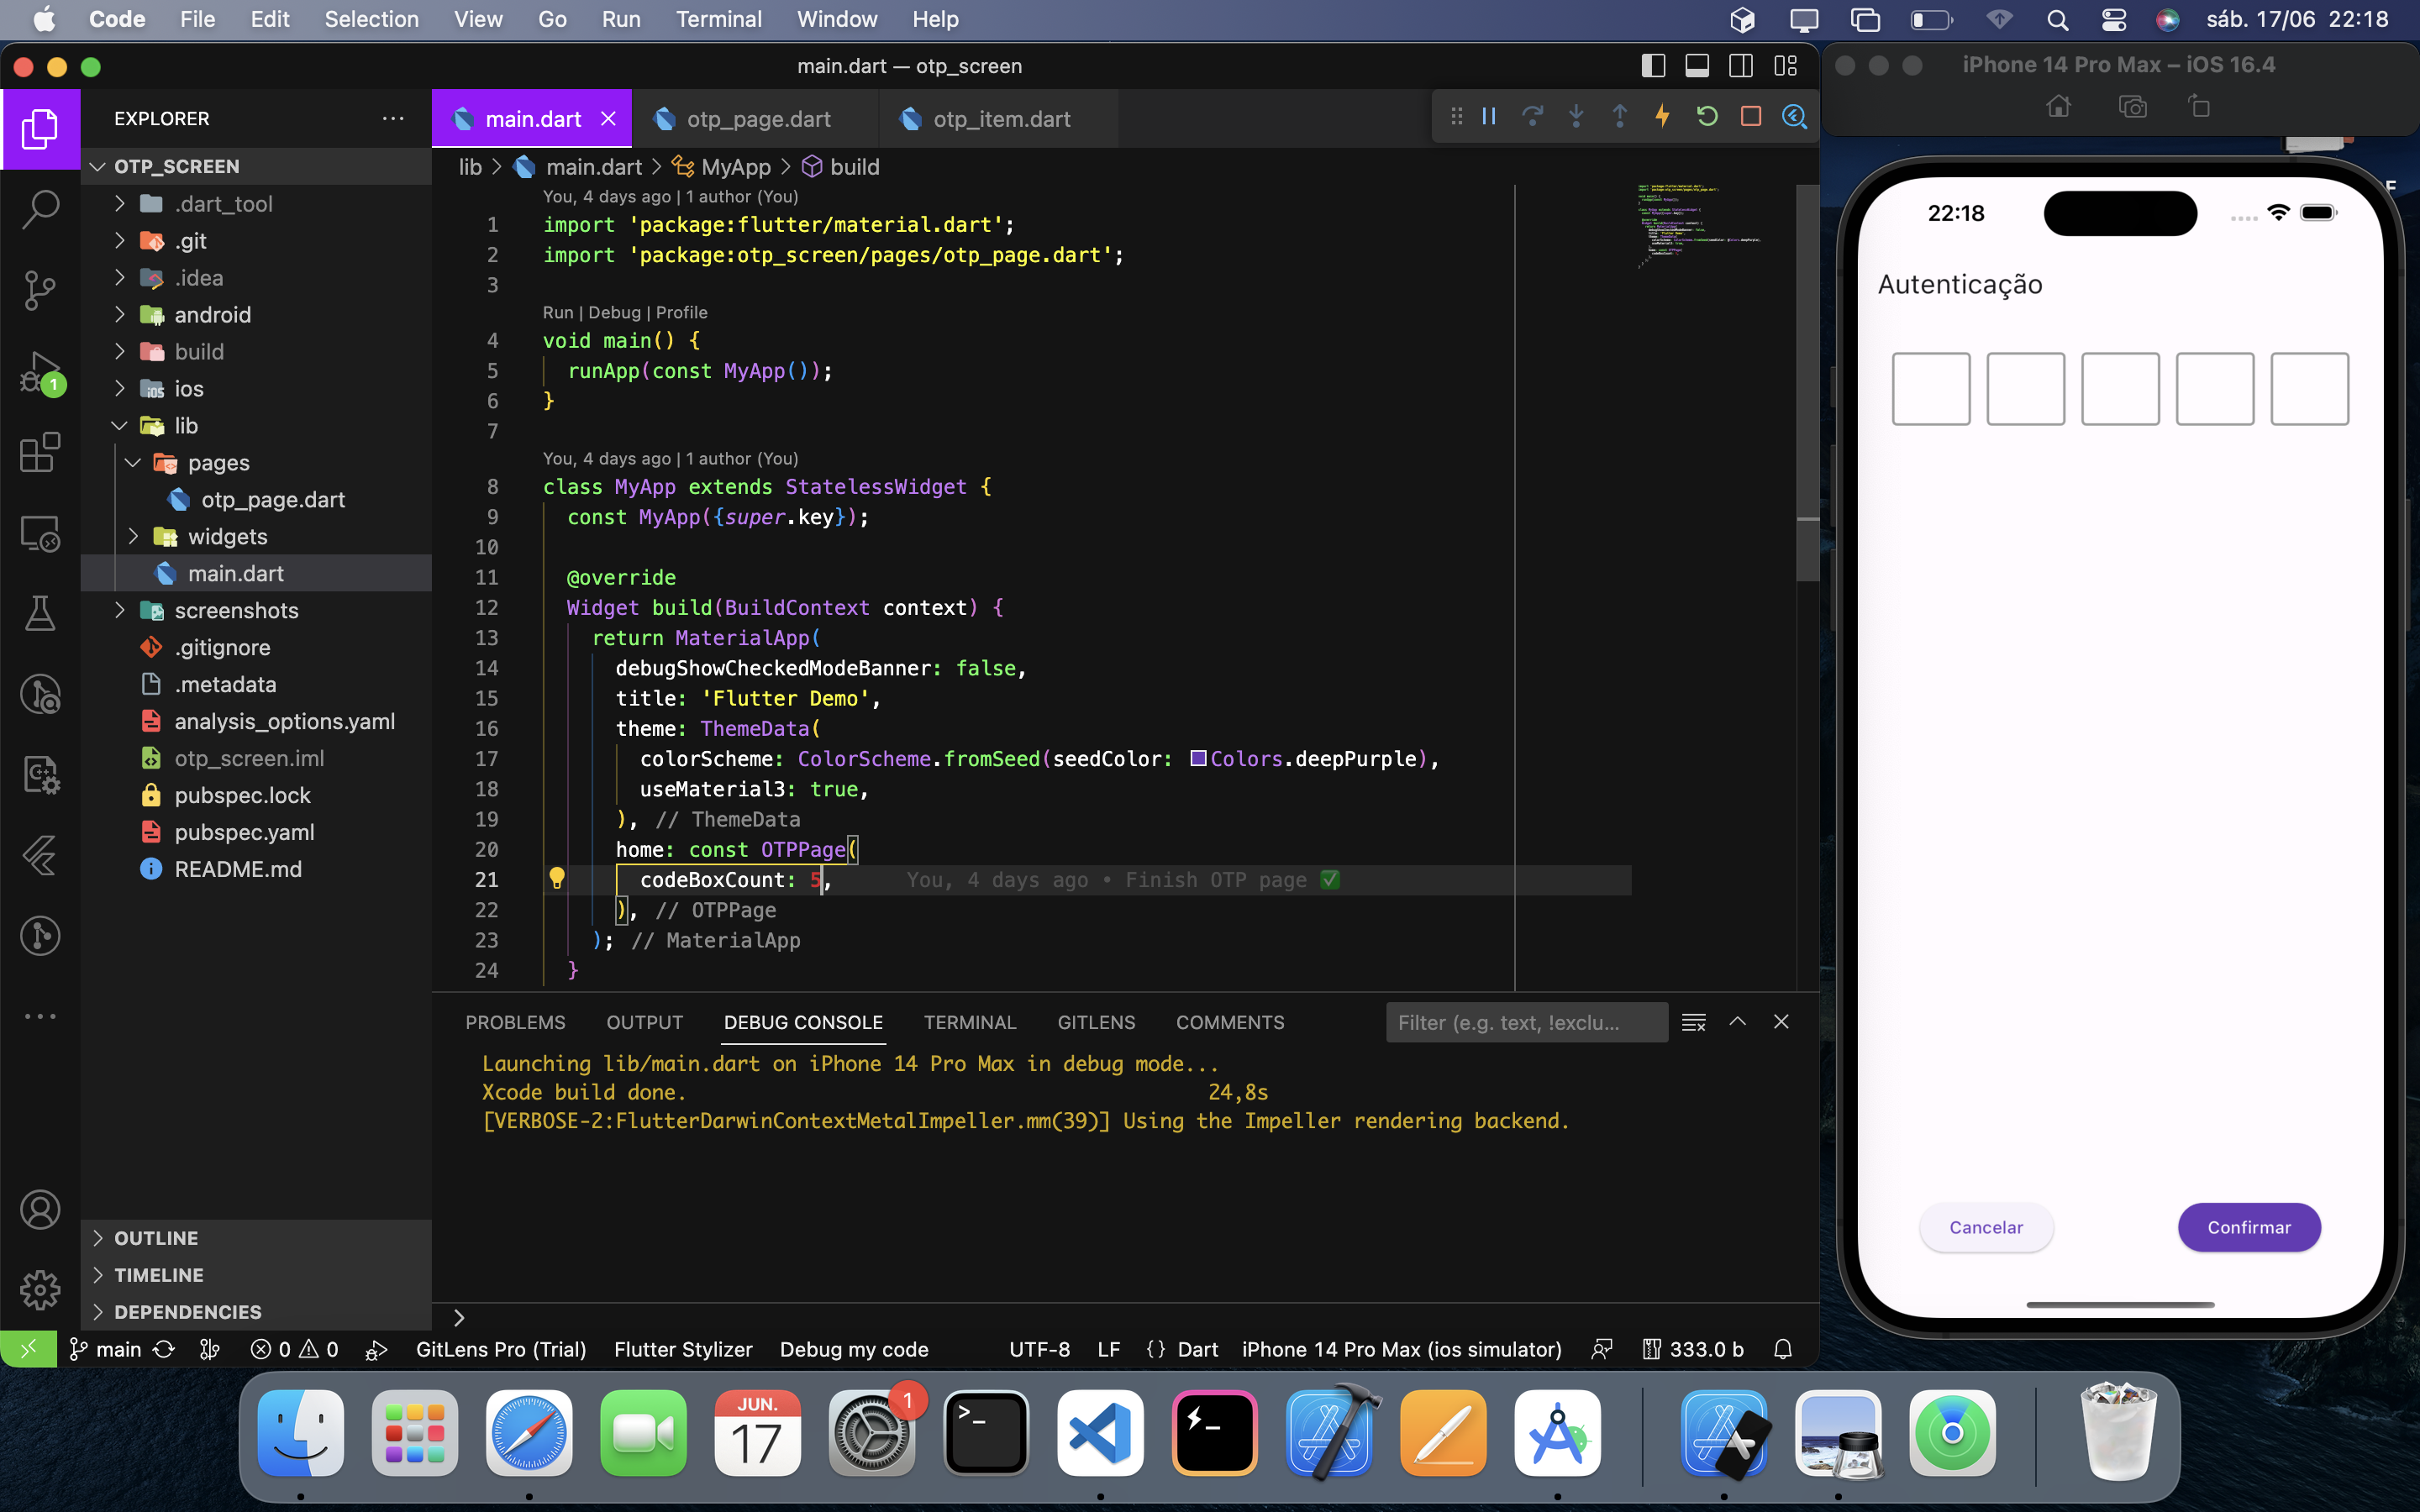 Code File Edit Selection View Go Run Terminal Window Help sáb. 17/06 22:18
main.dart — otp_screen
EXPLORER
OTP_SCREEN
.dart_tool
.git
.idea
android
build
ios
lib
pages
otp_page.dart
widgets
main.dart
screenshots
.gitignore
.metadata
analysis_options.yaml
otp_screen.iml
pubspec.lock
pubspec.yaml
README.md
OUTLINE
TIMELINE
DEPENDENCIES
1
main.dart otp_page.dart otp_item.dart
lib > main.dart > MyApp > build
You, 4 days ago | 1 author (You)
1 import 'package:flutter/material.dart';
2 import 'package:otp_screen/pages/otp_page.dart';
3
Run | Debug | Profile
4 void main() {
5 runApp(const MyApp());
6 }
7
You, 4 days ago | 1 author (You)
8 class MyApp extends StatelessWidget {
9 const MyApp({super.key});
10
11 @override
12 Widget build(BuildContext context) {
13 return MaterialApp(
14 debugShowCheckedModeBanner: false,
15 title: 'Flutter Demo',
16 theme: ThemeData(
17 colorScheme: ColorScheme.fromSeed(seedColor: Colors.deepPurple),
18 useMaterial3: true,
19 ), // ThemeData
20 home: const OTPPage(
21 codeBoxCount: 5, You, 4 days ago • Finish OTP page ✅
22 ), // OTPPage
23 ); // MaterialApp
24 }
PROBLEMS OUTPUT DEBUG CONSOLE TERMINAL GITLENS COMMENTS Filter (e.g. text, !exclu...
Launching lib/main.dart on iPhone 14 Pro Max in debug mode...
Xcode build done. 24,8s
[VERBOSE-2:FlutterDarwinContextMetalImpeller.mm(39)] Using the Impeller rendering backend.
main 0 0 GitLens Pro (Trial) Flutter Stylizer Debug my code UTF-8 LF {} Dart iPhone 14 Pro Max (ios simulator) 333.0 b
iPhone 14 Pro Max – iOS 16.4
22:18
Autenticação
Cancelar Confirmar
JUN.
17
1